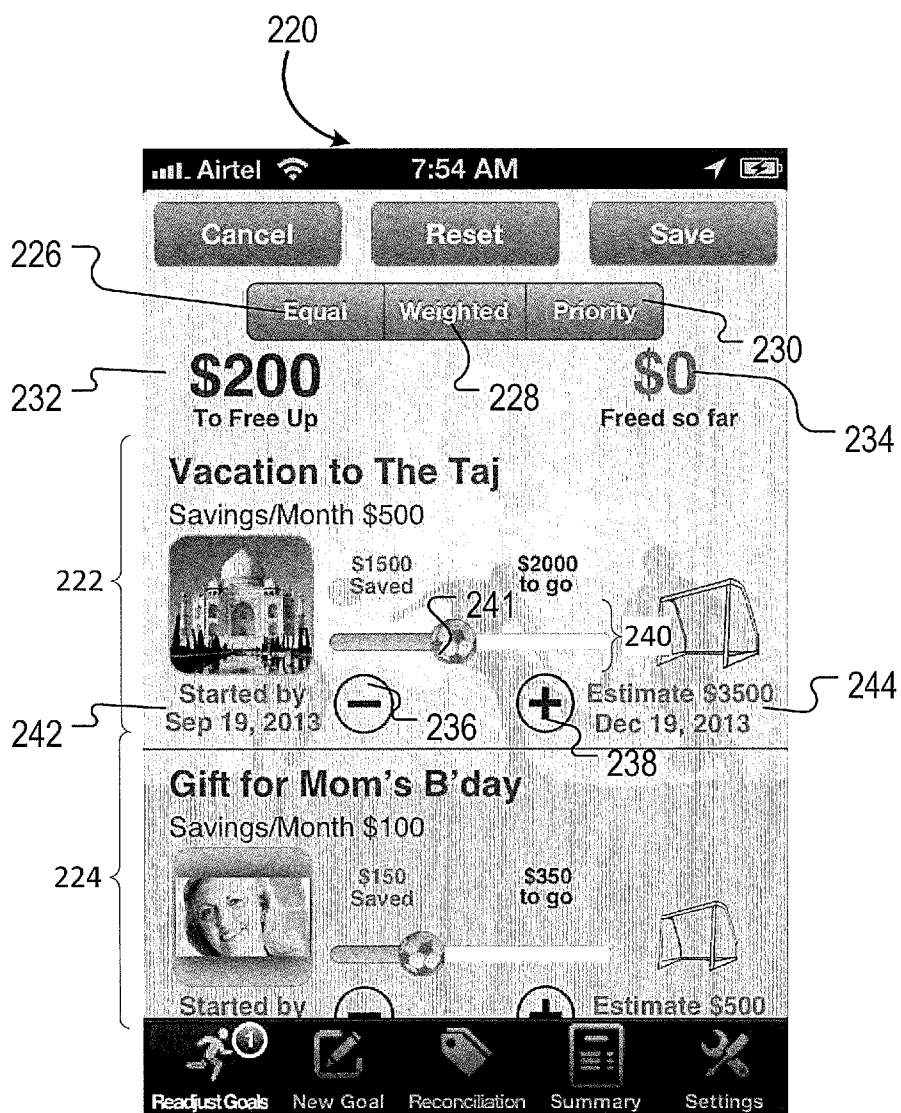 220
Airtel 7:54 AM
Cancel Reset Save
226
Equal Weighted Priority
230
232
$200
To Free Up
228
$0
Freed so far
234
Vacation to The Taj
Savings/Month $500
222
$1500
Saved
$2000
to go
241
240
Started by
Sep 19, 2013
242
236
238
Estimate $3500
Dec 19, 2013
244
Gift for Mom's B'day
Savings/Month $100
224
$150
Saved
$350
to go
Started by
Estimate $500
1
Readjust Goals New Goal Reconciliation Summary Settings